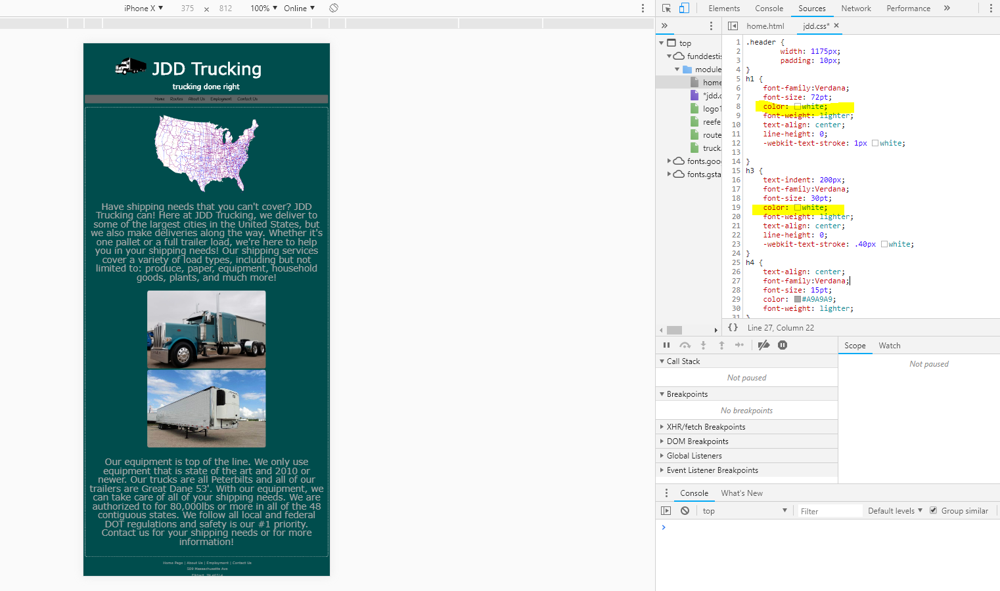 iPhone X ▼ 375 × 812 100% ▼ Online ▼
Elements Console Sources Network Performance »
» home.html jdd.css* ×
top
funddesti
module
home
*jdd.c
logo1
reefe
route
truck.
fonts.goo
fonts.gsta
1 .header {
2 width: 1175px;
3 padding: 10px;
4 }
5 h1 {
6 font-family:Verdana;
7 font-size: 72pt;
8 color: white;
9 font-weight: lighter;
10 text-align: center;
11 line-height: 0;
12 -webkit-text-stroke: 1px white;
13
14 }
15 h3 {
16 text-indent: 200px;
17 font-family:Verdana;
18 font-size: 30pt;
19 color: white;
20 font-weight: lighter;
21 text-align: center;
22 line-height: 0;
23 -webkit-text-stroke: .40px white;
24 }
25 h4 {
26 text-align: center;
27 font-family:Verdana;
28 font-size: 15pt;
29 color: #A9A9A9;
30 font-weight: lighter;
31 }
{} Line 27, Column 22
Scope Watch
Not paused
Call Stack
Not paused
Breakpoints
No breakpoints
XHR/fetch Breakpoints
DOM Breakpoints
Global Listeners
Event Listener Breakpoints
Console What's New
top ▼ Filter Default levels ▼ Group similar
JDD Trucking
trucking done right
Home Routes About Us Employment Contact Us
Have shipping needs that you can't cover? JDD
Trucking can! Here at JDD Trucking, we deliver to
some of the largest cities in the United States, but
we also make deliveries along the way. Whether it's
one pallet or a full trailer load, we're here to help
you in your shipping needs! Our shipping services
cover a variety of load types, including but not
limited to: produce, paper, equipment, household
goods, plants, and much more!
Our equipment is top of the line. We only use
equipment that is state of the art and 2010 or
newer. Our trucks are all Peterbilts and all of our
trailers are Great Dane 53'. With our equipment, we
can take care of all of your shipping needs. We are
authorized to for 80,000lbs or more in all of the 48
contiguous states. We follow all local and federal
DOT regulations and safety is our #1 priority.
Contact us for your shipping needs or for more
information!
Home Page | About Us | Employment | Contact Us
509 Massachusetts Ave
Elkhart, IN 46514